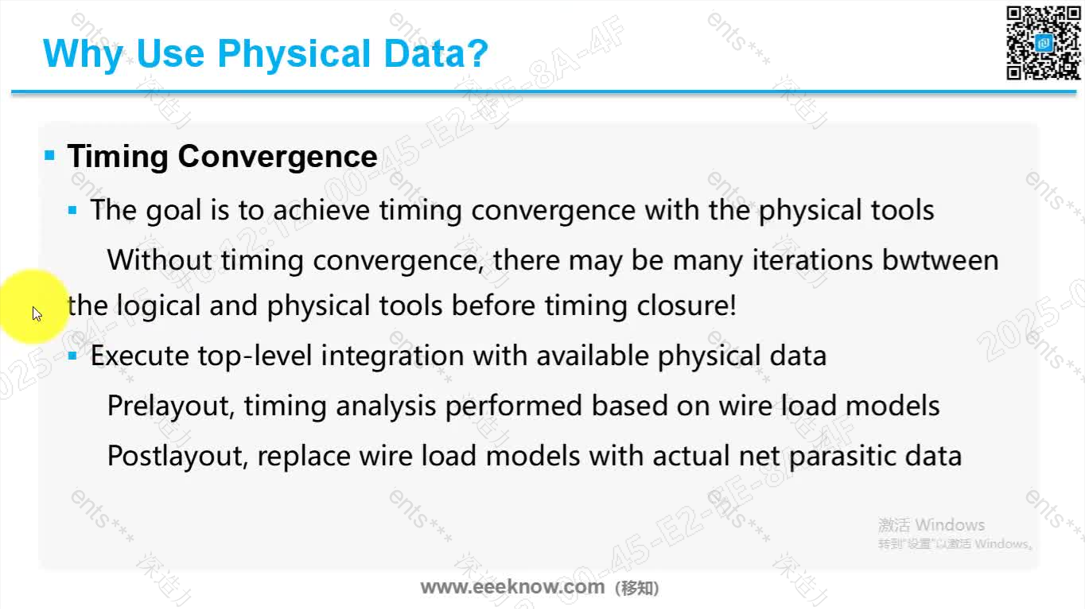 Why Use Physical Data?
Timing Convergence
The goal is to achieve timing convergence with the physical tools
Without timing convergence, there may be many iterations bwtween
the logical and physical tools before timing closure!
Execute top-level integration with available physical data
Prelayout, timing analysis performed based on wire load models
Postlayout, replace wire load models with actual net parasitic data
激活 Windows
转到"设置"以激活 Windows。
www.eeeknow.com (移知)